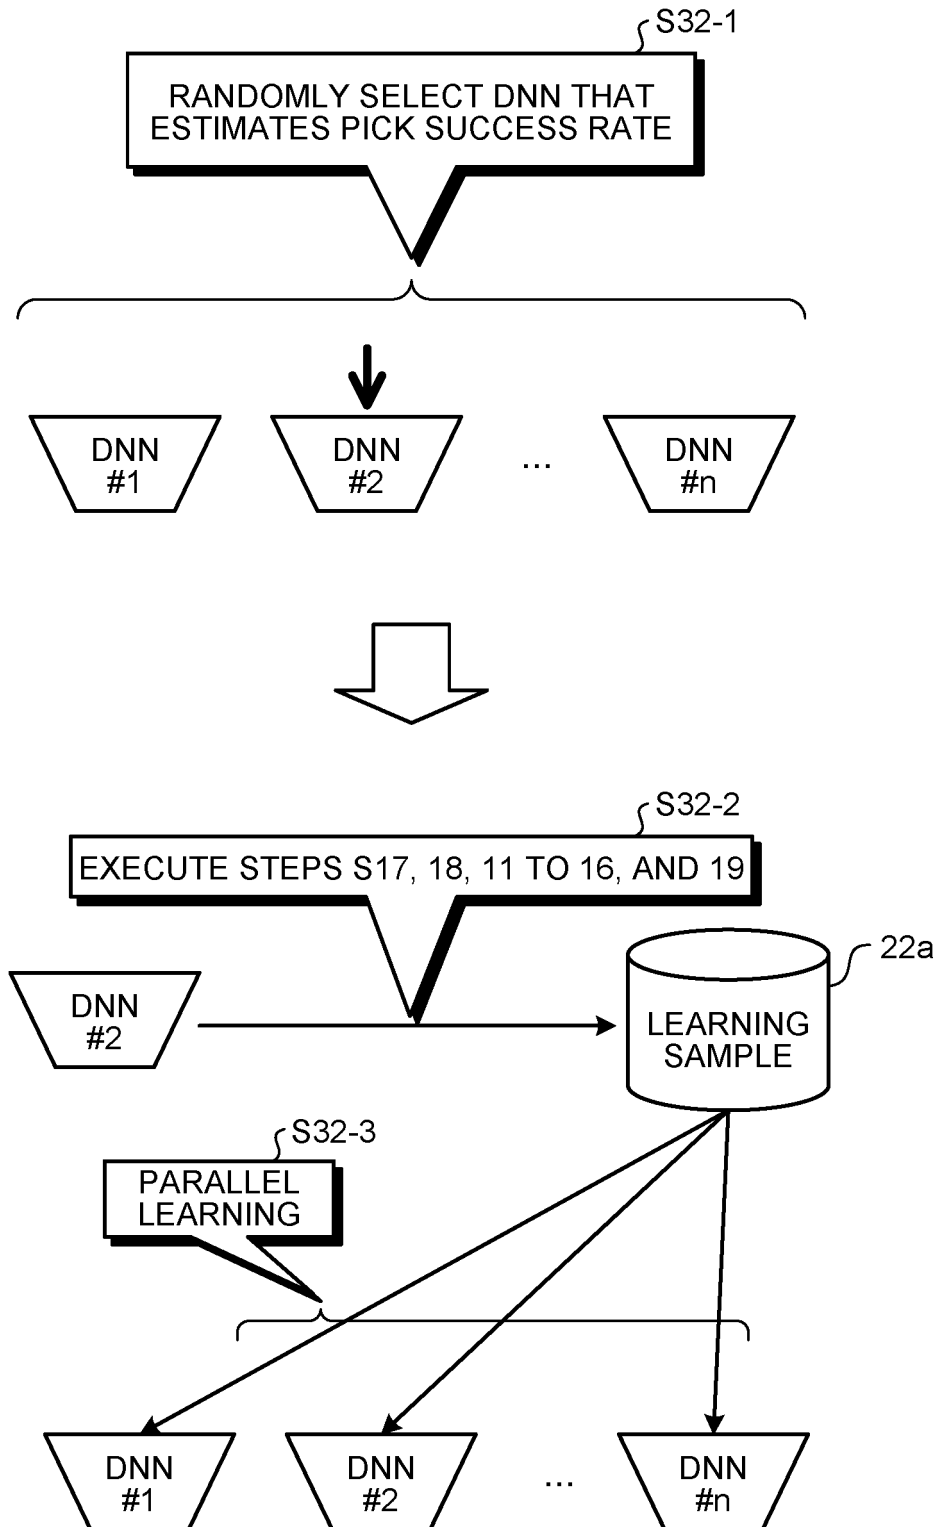 S32-1
RANDOMLY SELECT DNN THAT
ESTIMATES PICK SUCCESS RATE
DNN
#1
DNN
#2
...
DNN
#n
S32-2
EXECUTE STEPS S17, 18, 11 TO 16, AND 19
22a
DNN
#2
LEARNING
SAMPLE
S32-3
PARALLEL
LEARNING
DNN
#1
DNN
#2
...
DNN
#n